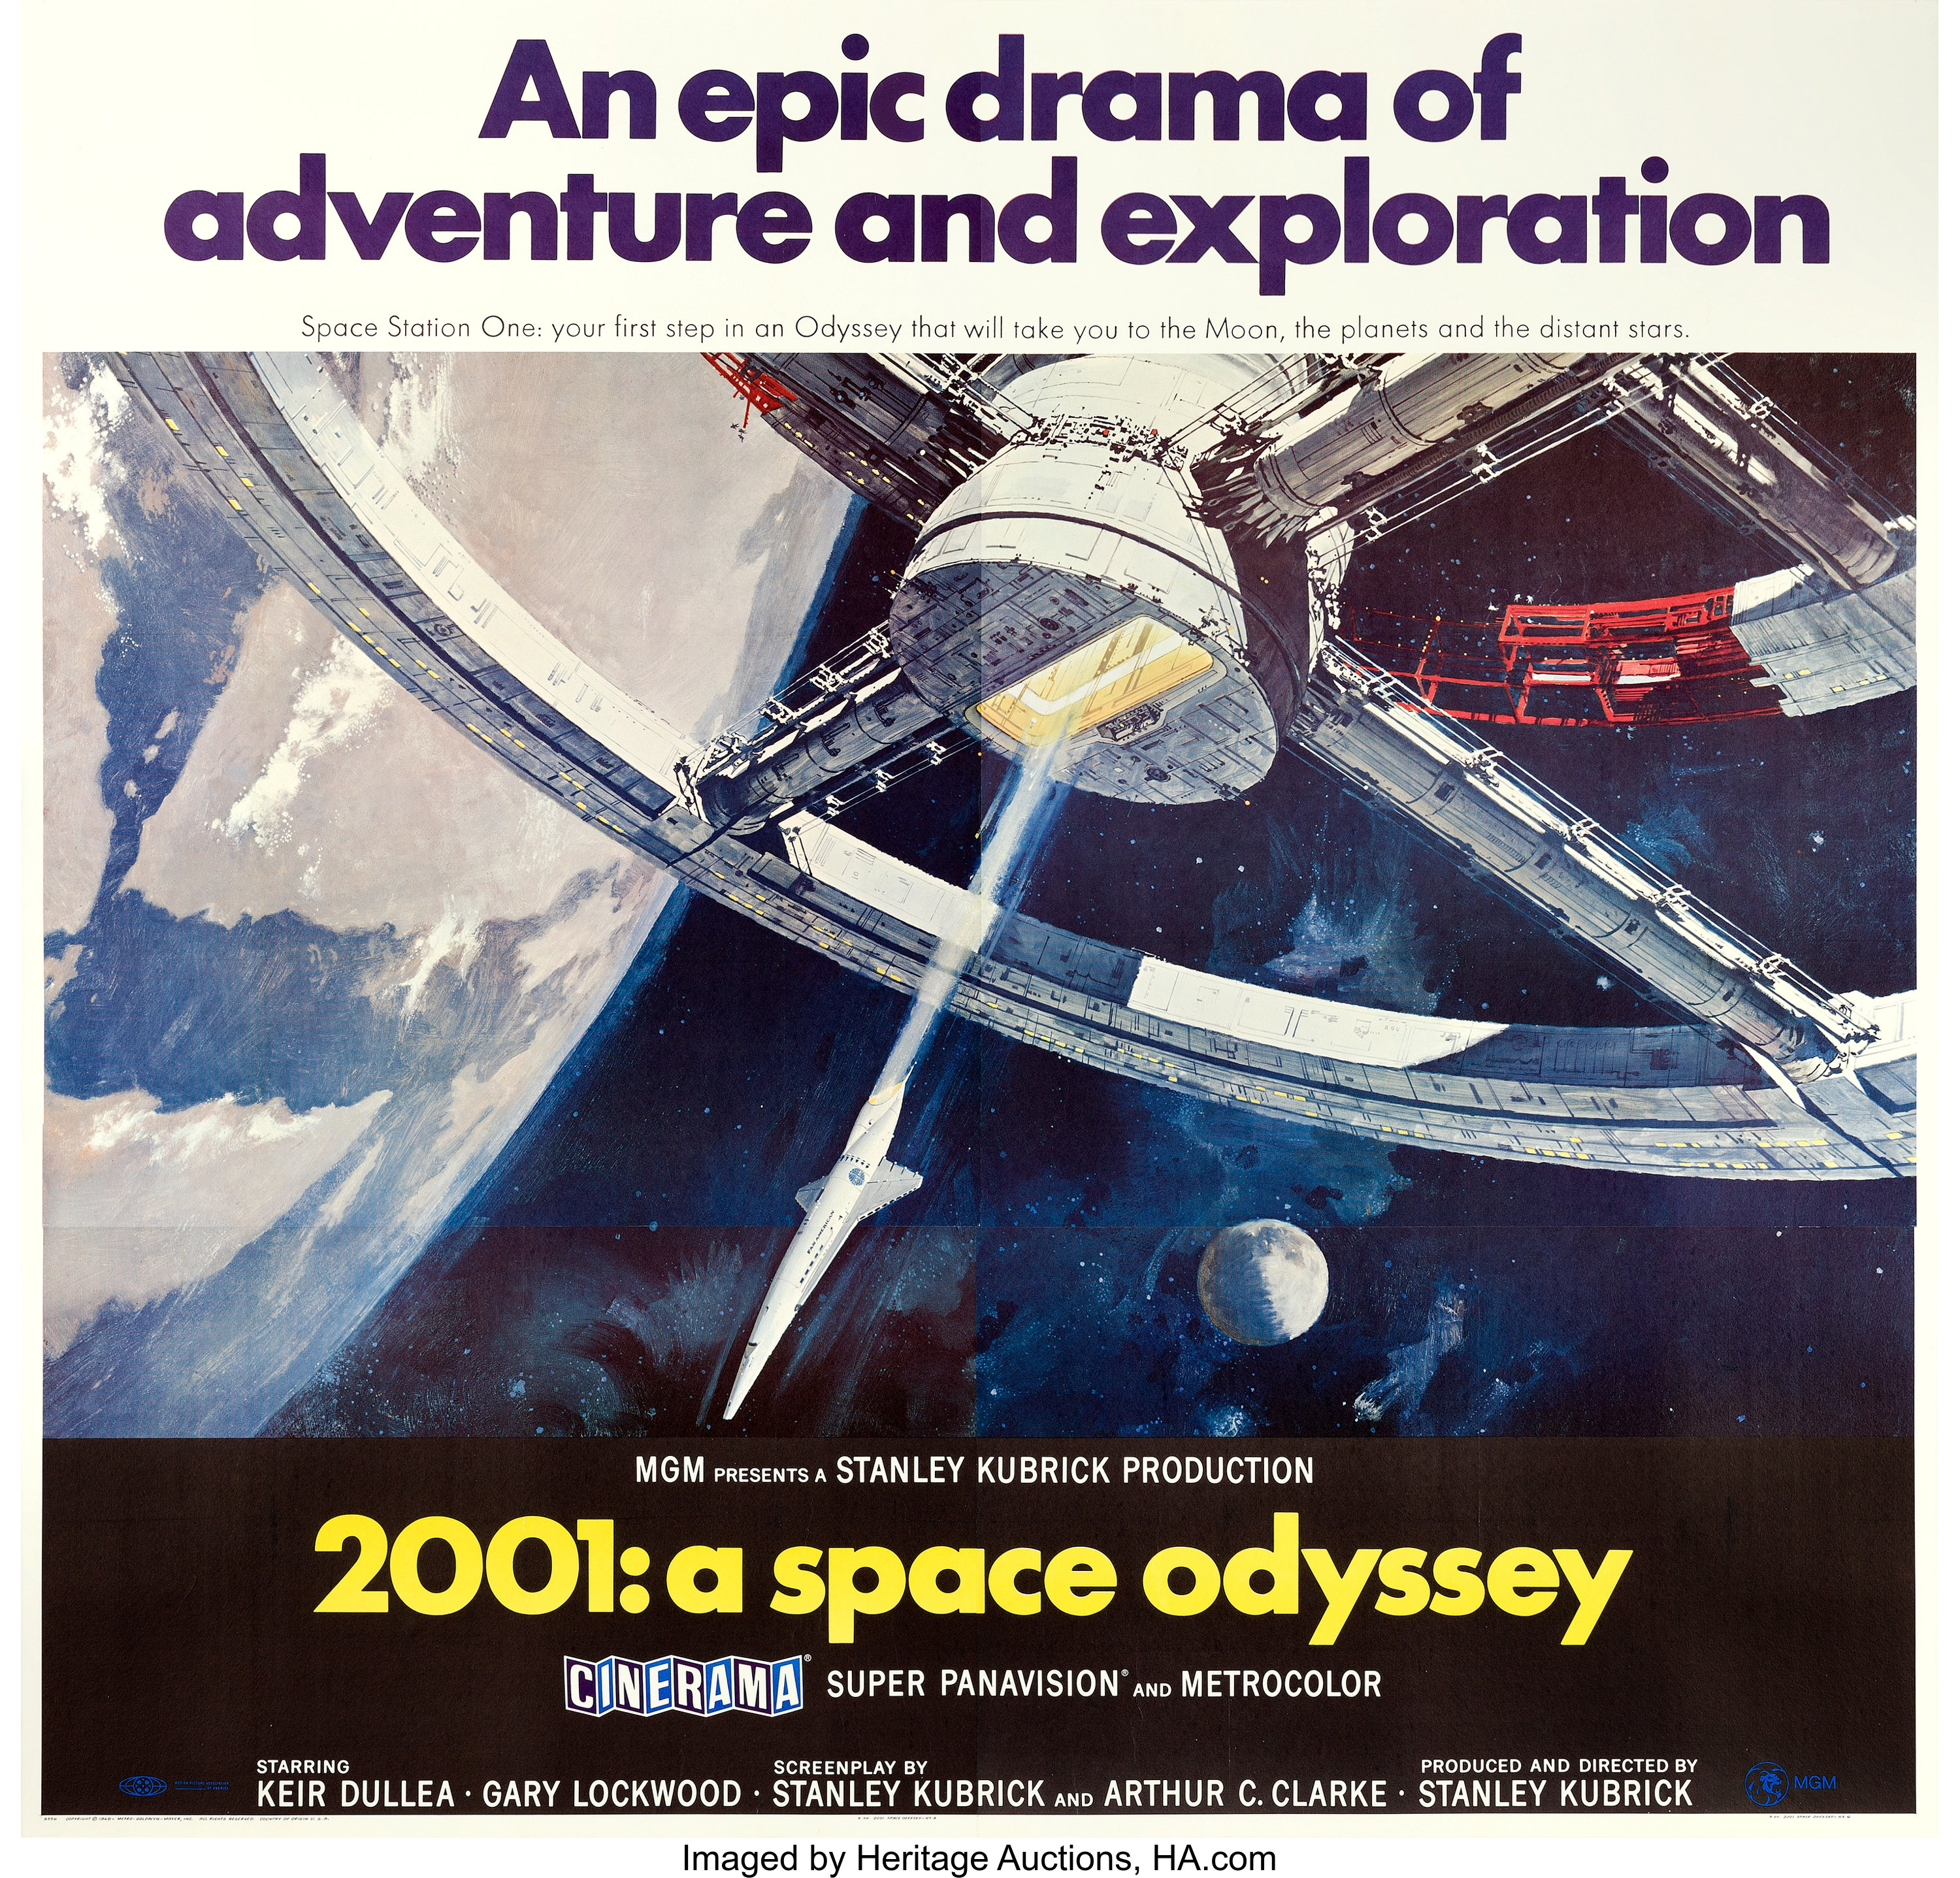 An epic drama of
adventure and exploration
Space Station One: your first step in an Odyssey that will take you to the Moon, the planets and the distant stars.
PAN AMERICAN
MGM PRESENTS A STANLEY KUBRICK PRODUCTION
2001: a space odyssey
CINERAMA® SUPER PANAVISION® AND METROCOLOR
STARRING
KEIR DULLEA · GARY LOCKWOOD ·
SCREENPLAY BY
STANLEY KUBRICK AND ARTHUR C. CLARKE ·
PRODUCED AND DIRECTED BY
STANLEY KUBRICK
MGM
Imaged by Heritage Auctions, HA.com